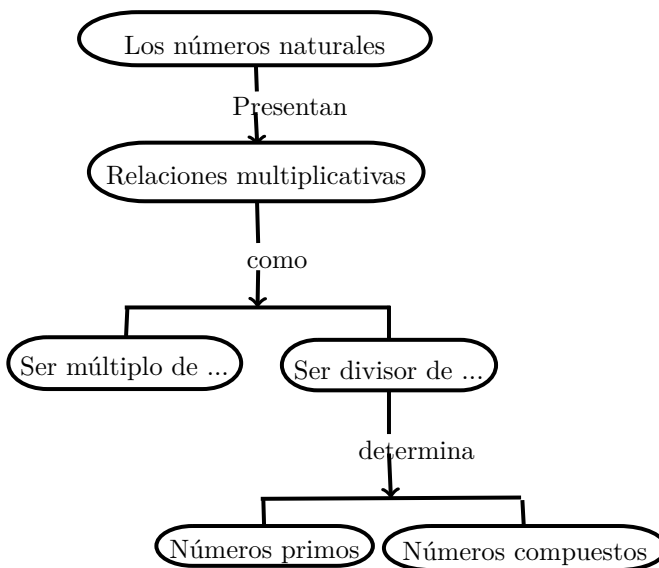 Los números naturales
Presentan
Relaciones multiplicativas
como
Ser múltiplo de ...
Ser divisor de ...
determina
Números primos
Números compuestos